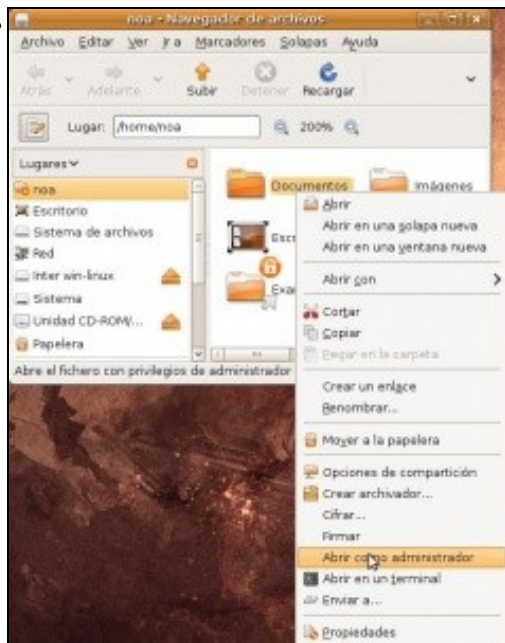 noa - Navegador de archivos
Archivo Editar Ver Ir a Marcadores Solapas Ayuda
Atrás Adelante Subir Detener Recargar
Lugar: /home/noa 200%
Lugares
noa
Escritorio
Sistema de archivos
Red
Inter win-linux
Sistema
Unidad CD-ROM/...
Papelera
Documentos Imágenes
Abre el fichero con privilegios de administrador
Abrir
Abrir en una solapa nueva
Abrir en una ventana nueva
Abrir con
Cortar
Copiar
Pegar en la carpeta
Crear un enlace
Renombrar...
Mover a la papelera
Opciones de compartición
Crear archivador...
Cifrar...
Firmar
Abrir como administrador
Abrir en un terminal
Enviar a...
Propiedades